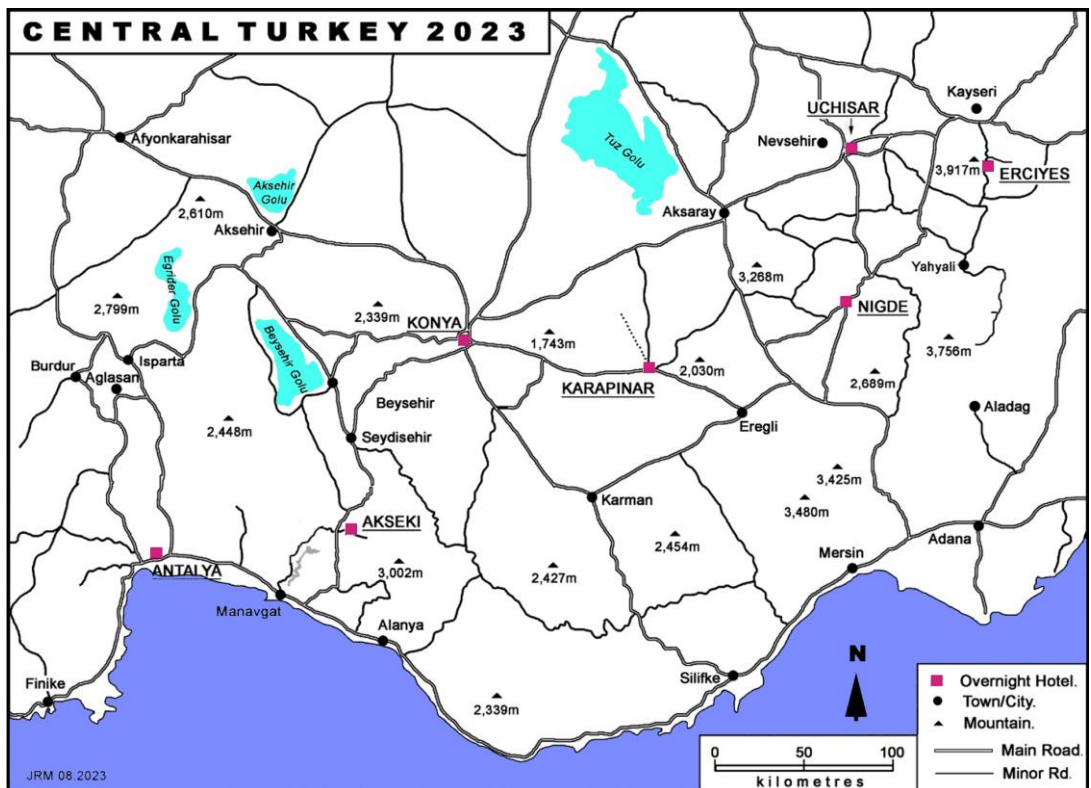 CENTRAL TURKEY 2023
Kayseri
UCHISAR
Nevsehir
Afyonkarahisar
Tuz Golu
3,917m
ERCIYES
Aksehir
Golu
2,610m
Aksehir
Aksaray
Egrider Golu
3,268m
Yahyali
2,799m
2,339m
KONYA
NIGDE
Beysehir Golu
1,743m
3,756m
Isparta
Burdur
Aglasan
2,030m
2,689m
KARAPINAR
Beysehir
Aladag
2,448m
Eregli
Seydisehir
3,425m
Karman
3,480m
AKSEKI
2,454m
Adana
3,002m
2,427m
Mersin
ANTALYA
Manavgat
Alanya
N
Silifke
Finike
2,339m
Overnight Hotel.
Town/City.
Mountain.
Main Road.
Minor Rd.
0 50 100
kilometres
JRM 08.2023